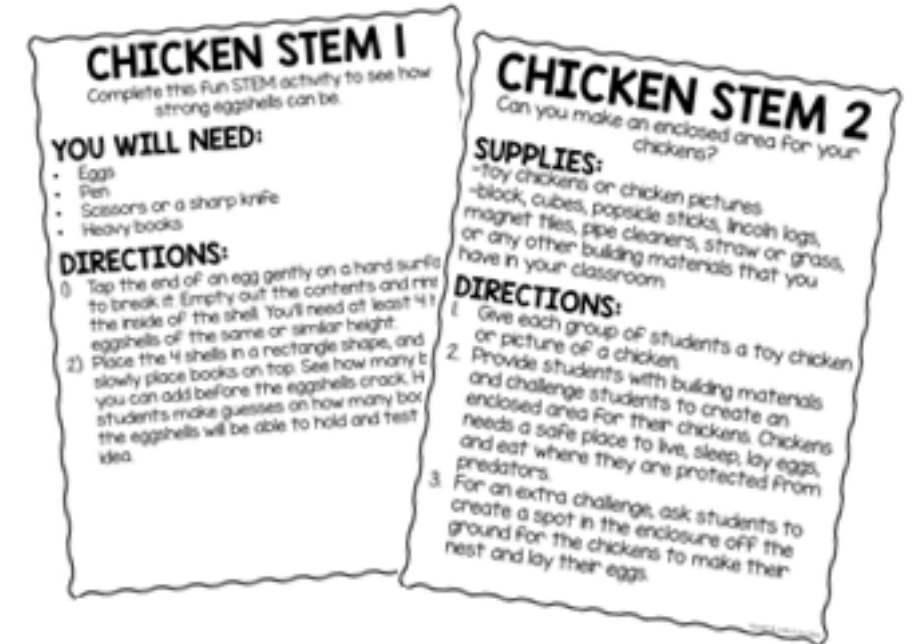 CHICKEN STEM 1
Complete this fun STEM activity to see how
strong eggshells can be.
YOU WILL NEED:
• Eggs
• Pen
• Scissors or a sharp knife
• Heavy books
DIRECTIONS:
1) Tap the end of an egg gently on a hard surfa
to break it. Empty out the contents and rins
the inside of the shell. You'll need at least 4
eggshells of the same or similar height.
2) Place the 4 shells in a rectangle shape, and
slowly place books on top. See how many b
you can add before the eggshells crack. H
students make guesses on how many boo
the eggshells will be able to hold and test
idea.
CHICKEN STEM 2
Can you make an enclosed area for your
chickens?
SUPPLIES:
-toy chickens or chicken pictures
-block, cubes, popsicle sticks, lincoln logs,
magnet tiles, pipe cleaners, straw or grass,
or any other building materials that you
have in your classroom
DIRECTIONS:
1. Give each group of students a toy chicken
or picture of a chicken.
2. Provide students with building materials
and challenge students to create an
enclosed area for their chickens. Chickens
needs a safe place to live, sleep, lay eggs,
and eat where they are protected from
predators.
3. For an extra challenge, ask students to
create a spot in the enclosure off the
ground for the chickens to make their
nest and lay their eggs.